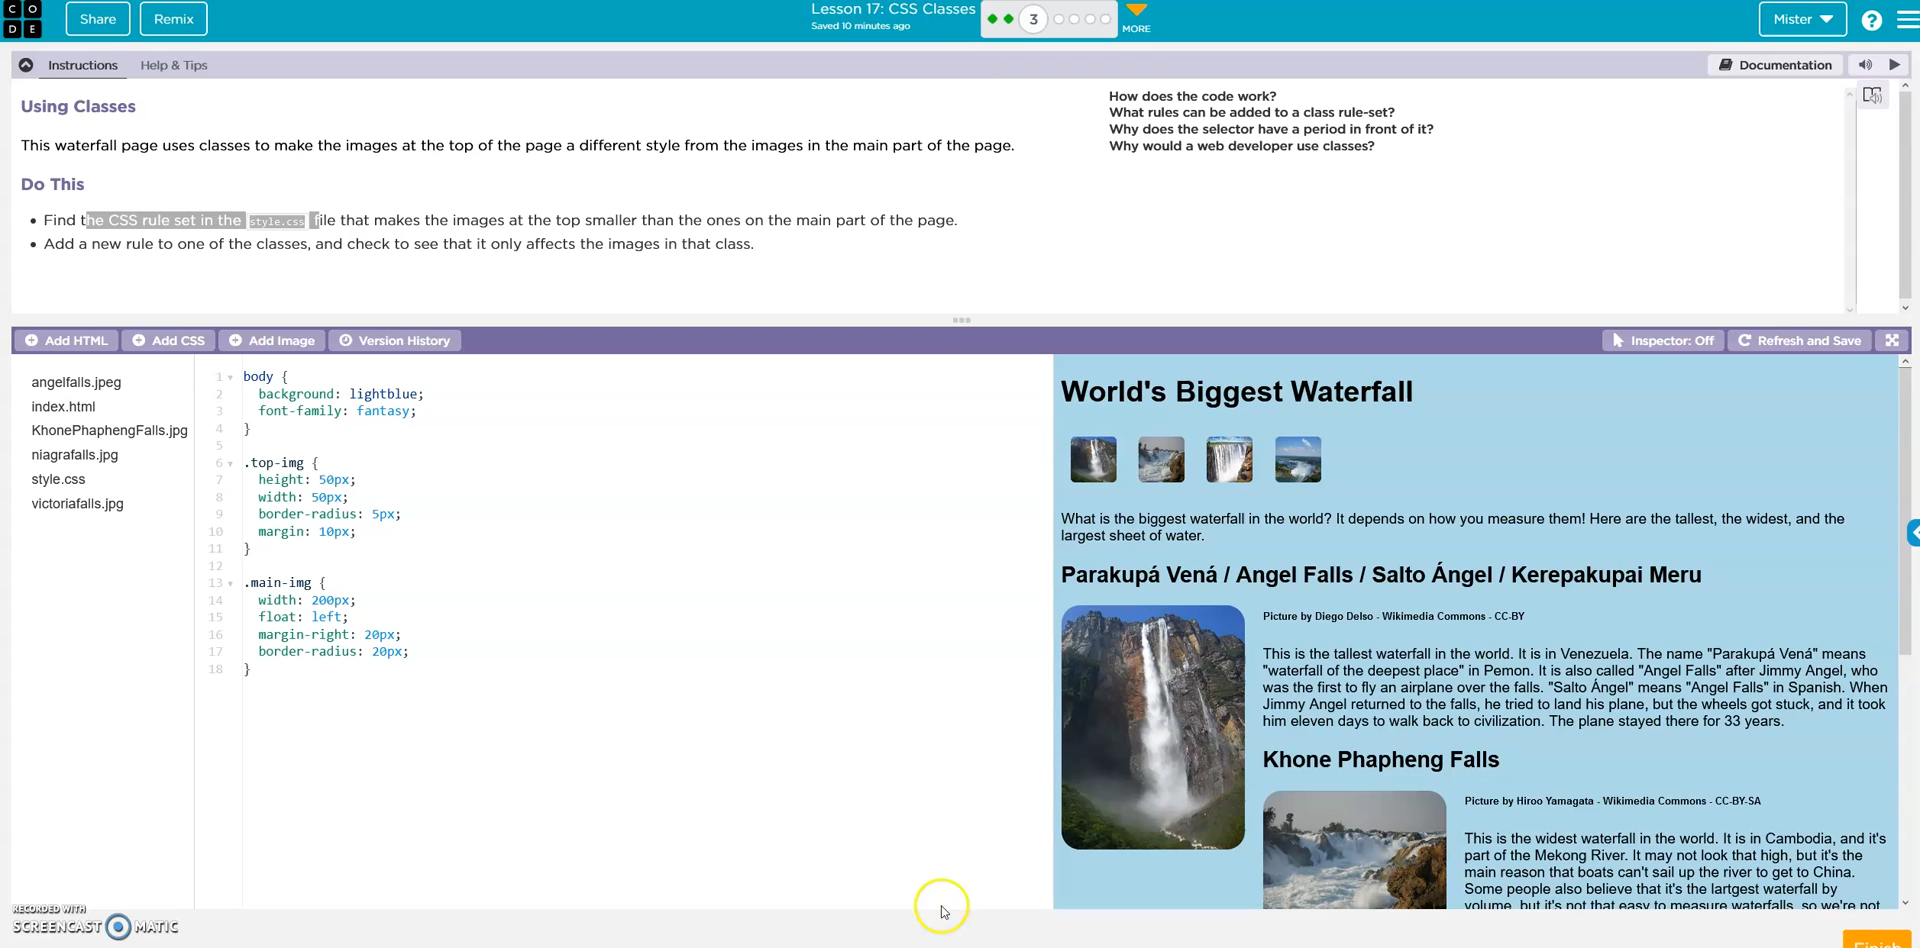 CODE
Share
Remix
Lesson 17: CSS Classes
Saved 10 minutes ago
3
MORE
Mister
?
Instructions
Help & Tips
Documentation
Using Classes
This waterfall page uses classes to make the images at the top of the page a different style from the images in the main part of the page.
Do This
• Find the CSS rule set in the style.css file that makes the images at the top smaller than the ones on the main part of the page.
• Add a new rule to one of the classes, and check to see that it only affects the images in that class.
How does the code work?
What rules can be added to a class rule-set?
Why does the selector have a period in front of it?
Why would a web developer use classes?
Add HTML
Add CSS
Add Image
Version History
Inspector: Off
Refresh and Save
angelfalls.jpeg
index.html
KhonePhaphengFalls.jpg
niagrafalls.jpg
style.css
victoriafalls.jpg
1 body {
2 background: lightblue;
3 font-family: fantasy;
4 }
5
6 .top-img {
7 height: 50px;
8 width: 50px;
9 border-radius: 5px;
10 margin: 10px;
11 }
12
13 .main-img {
14 width: 200px;
15 float: left;
16 margin-right: 20px;
17 border-radius: 20px;
18 }
World's Biggest Waterfall
What is the biggest waterfall in the world? It depends on how you measure them! Here are the tallest, the widest, and the
largest sheet of water.
Parakupá Vená / Angel Falls / Salto Ángel / Kerepakupai Meru
Picture by Diego Delso - Wikimedia Commons - CC-BY
This is the tallest waterfall in the world. It is in Venezuela. The name "Parakupá Vená" means
"waterfall of the deepest place" in Pemon. It is also called "Angel Falls" after Jimmy Angel, who
was the first to fly an airplane over the falls. "Salto Ángel" means "Angel Falls" in Spanish. When
Jimmy Angel returned to the falls, he tried to land his plane, but the wheels got stuck, and it took
him eleven days to walk back to civilization. The plane stayed there for 33 years.
Khone Phapheng Falls
Picture by Hiroo Yamagata - Wikimedia Commons - CC-BY-SA
This is the widest waterfall in the world. It is in Cambodia, and it's
part of the Mekong River. It may not look that high, but it's the
main reason that boats can't sail up the river to get to China.
Some people also believe that it's the lartgest waterfall by
volume, but it's not that easy to measure waterfalls, so we're not
RECORDED WITH
SCREENCAST MATIC
Finish